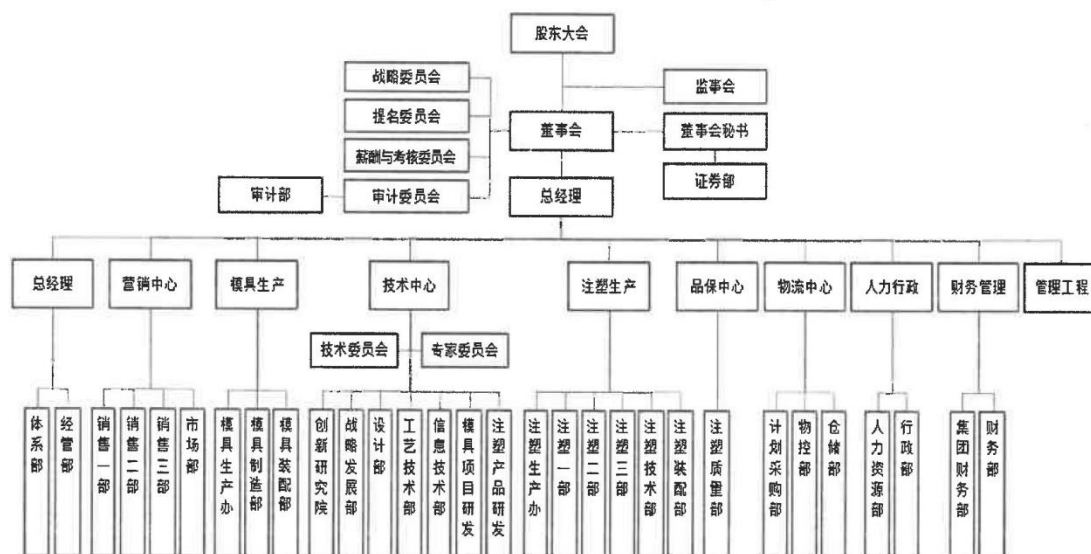 股东大会
战略委员会
监事会
提名委员会
董事会
董事会秘书
薪酬与考核委员会
审计部
审计委员会
总经理
证券部
总经理
营销中心
模具生产
技术中心
注塑生产
品保中心
物流中心
人力行政
财务管理
管理工程
技术委员会
专家委员会
体系部
经管部
销售一部
销售二部
销售三部
市场部
模具生产办
模具制造部
模具装配部
创新研究院
战略发展部
设计部
工艺技术部
信息技术部
模具项目研发
注塑产品研发
注塑生产办
注塑一部
注塑二部
注塑三部
注塑技术部
注塑装配部
注塑质量部
计划采购部
物控部
仓储部
人力资源部
行政部
集团财务部
财务部